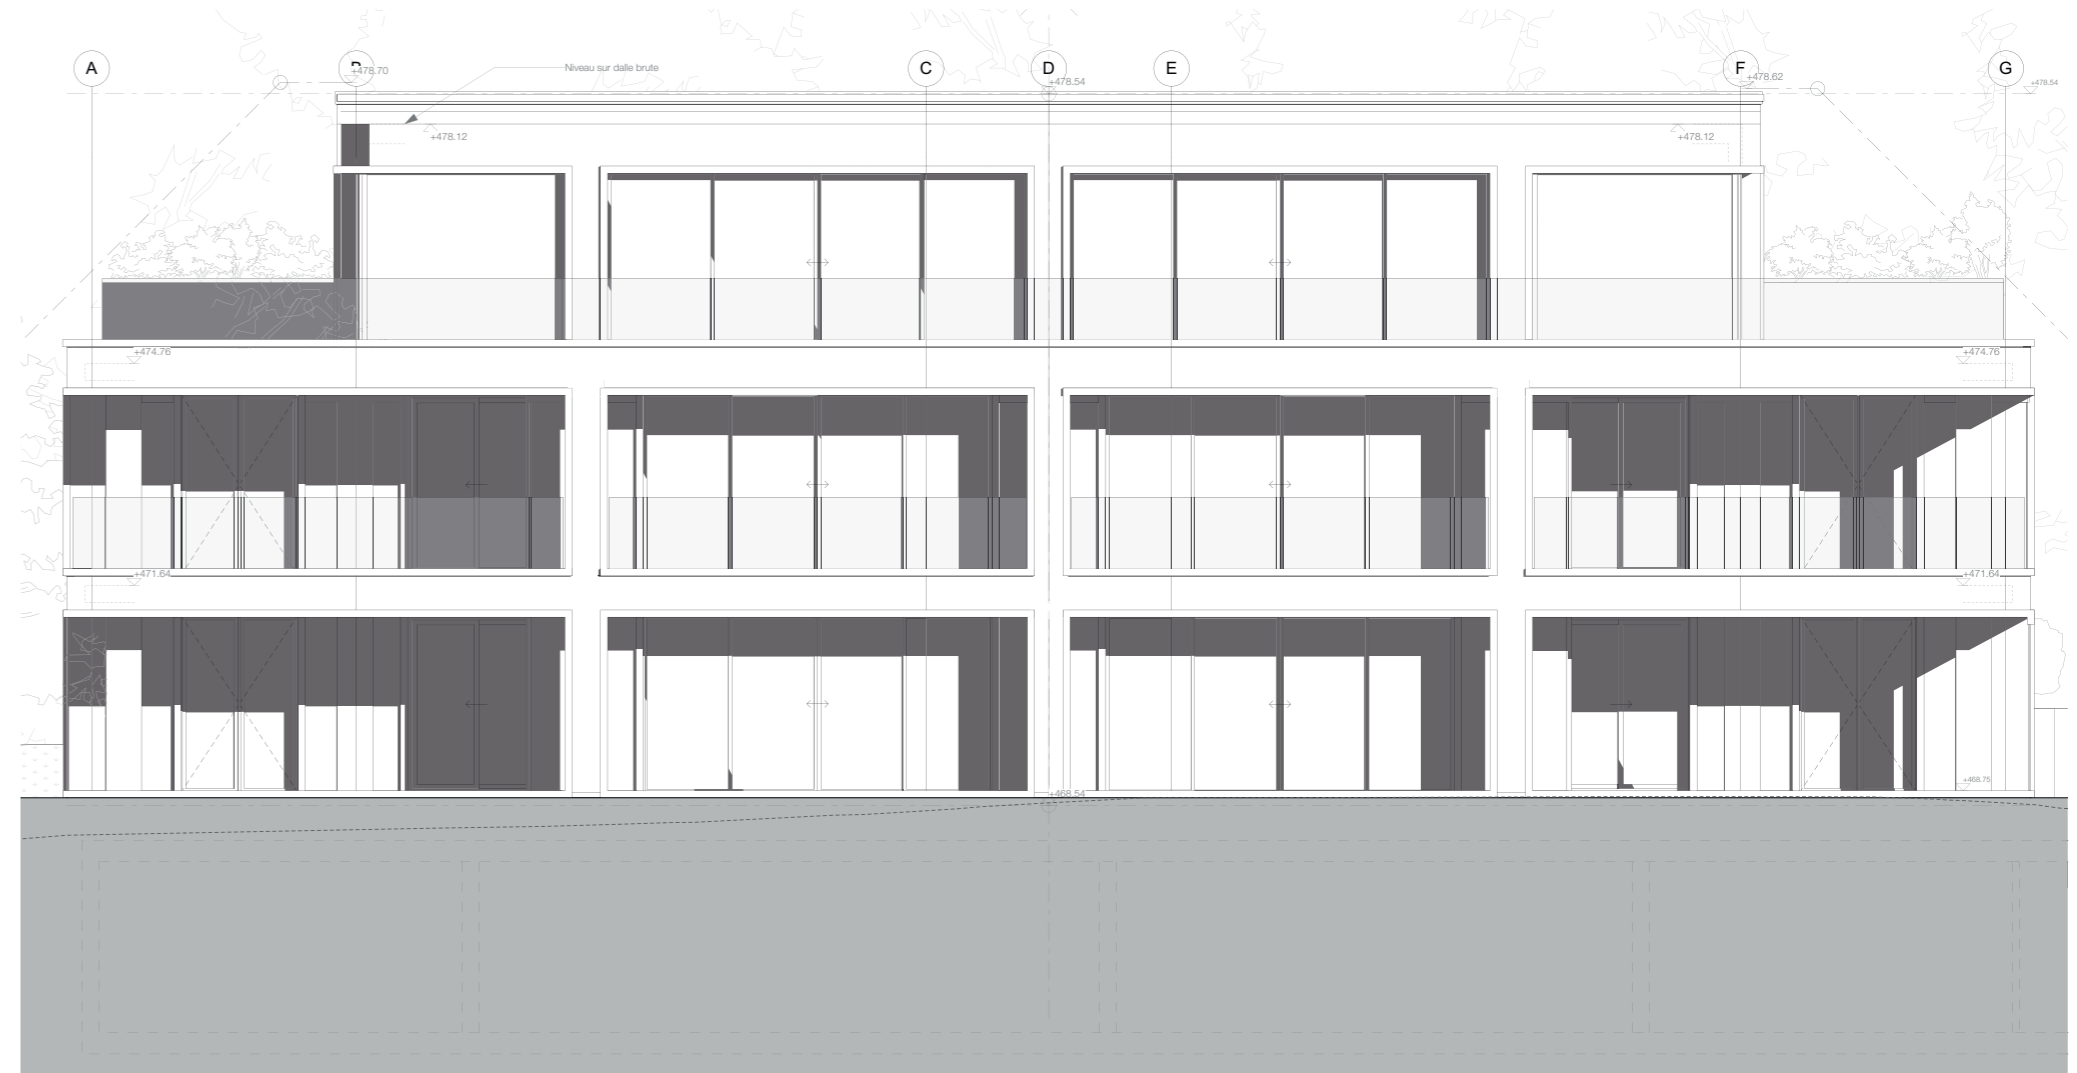 A
B
C
D
E
F
G
+478.70
Niveau sur dalle brute
+478.54
+478.62
+478.54
+478.12
+478.12
+474.76
+474.76
+471.64
+471.64
+468.75
+468.54